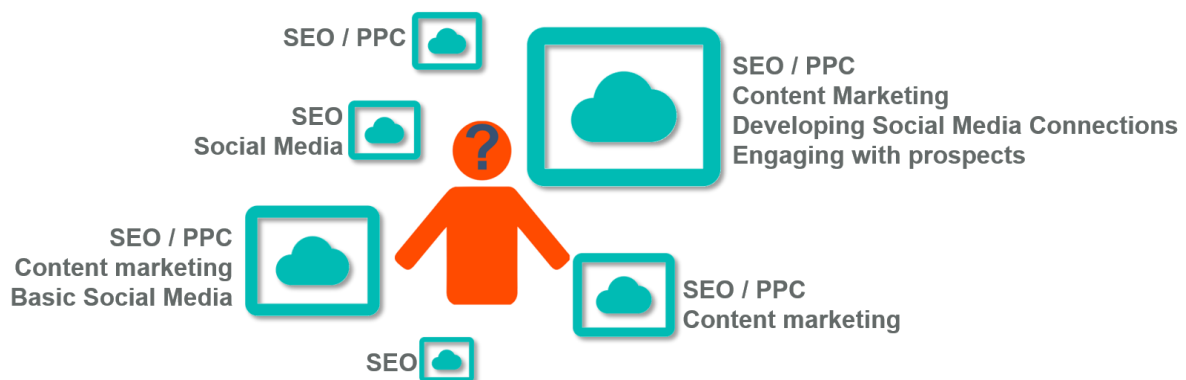 SEO / PPC
SEO / PPC
Content Marketing
Developing Social Media Connections
Engaging with prospects
SEO
Social Media
?
SEO / PPC
Content marketing
Basic Social Media
SEO / PPC
Content marketing
SEO